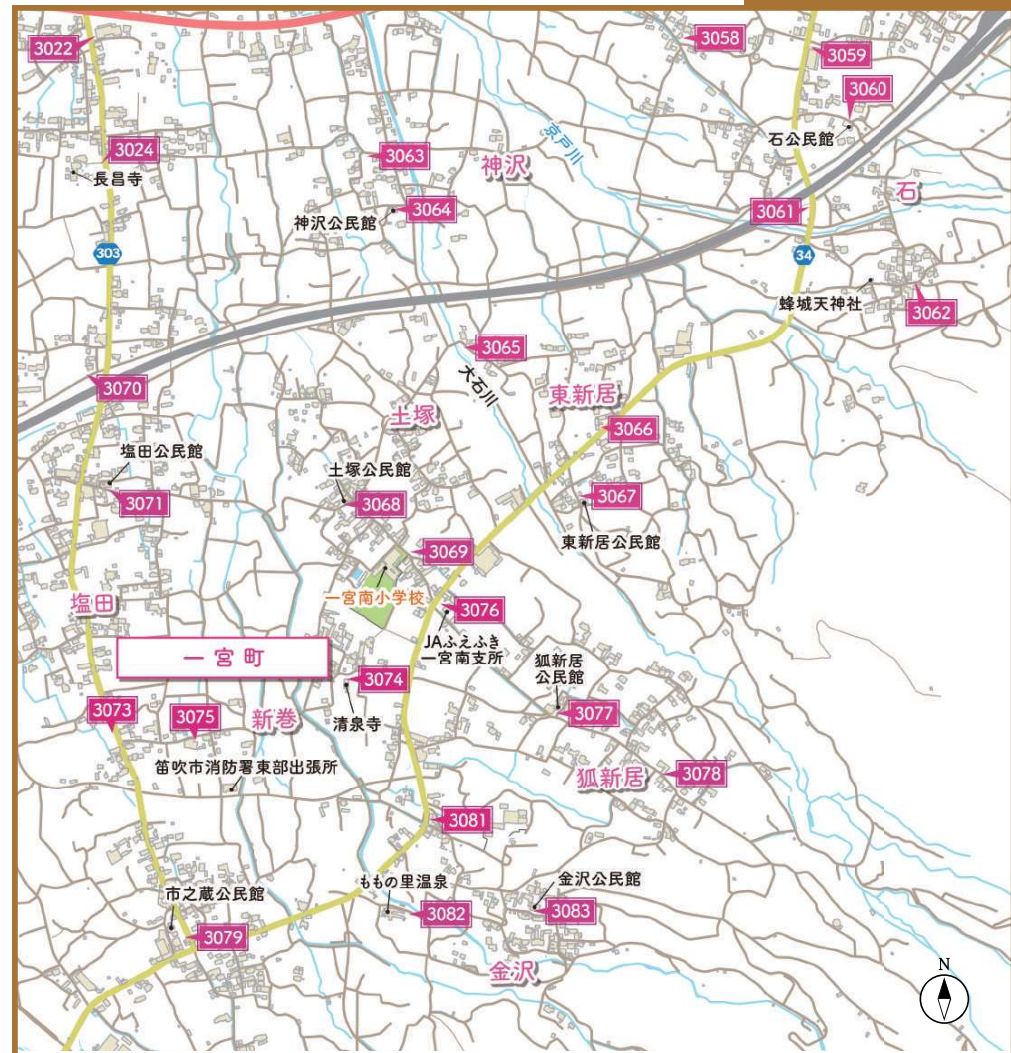 3022
3058
3059
3060
石公民館
京戸川
3024
長昌寺
3063
神沢
石
3064
神沢公民館
3061
303
34
蜂城天神社
3062
3065
大石川
3070
東新居
土塚
3066
塩田公民館
土塚公民館
3071
3068
3067
東新居公民館
3069
一宮南小学校
塩田
3076
JAふえふき
一宮南支所
一宮町
狐新居
公民館
3074
清泉寺
3073
3075
新巻
3077
笛吹市消防署東部出張所
狐新居
3078
3081
ももの里温泉
金沢公民館
市之蔵公民館
3082
3083
3079
金沢
N